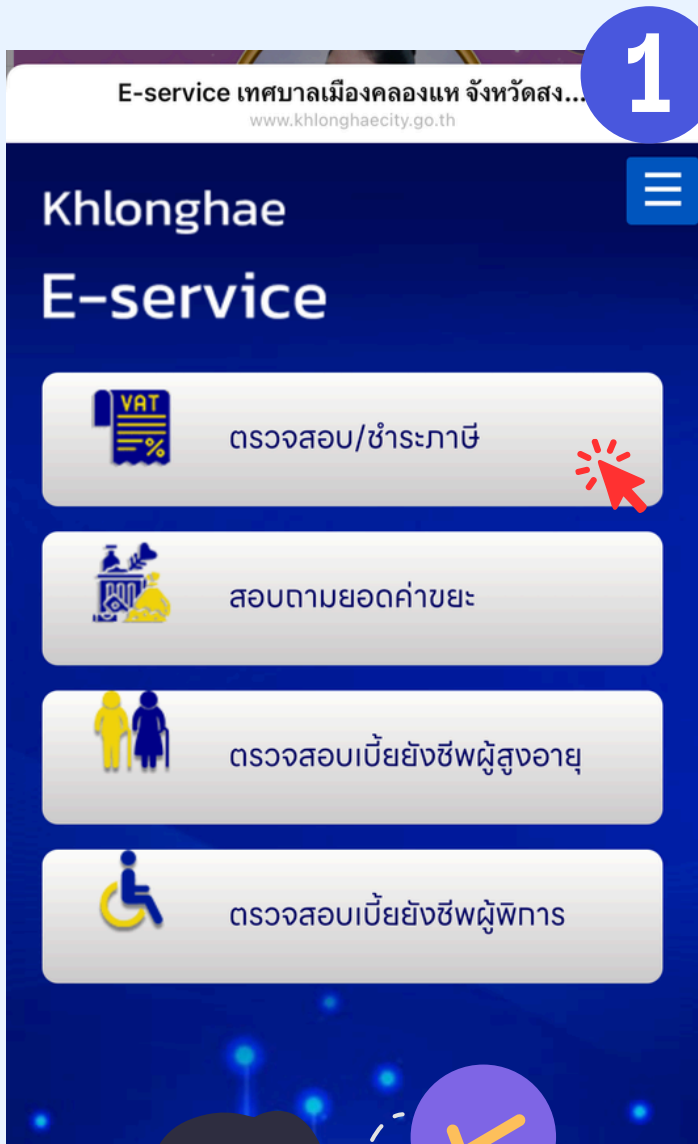 1
E-service เทศบาลเมืองคลองแห จังหวัดสง...
www.khlonghaecity.go.th
Khlonghae
E-service
VAT
%
ตรวจสอบ/ชำระภาษี
สอบถามยอดค่าขยะ
ตรวจสอบเบี้ยยังชีพผู้สูงอายุ
ตรวจสอบเบี้ยยังชีพผู้พิการ